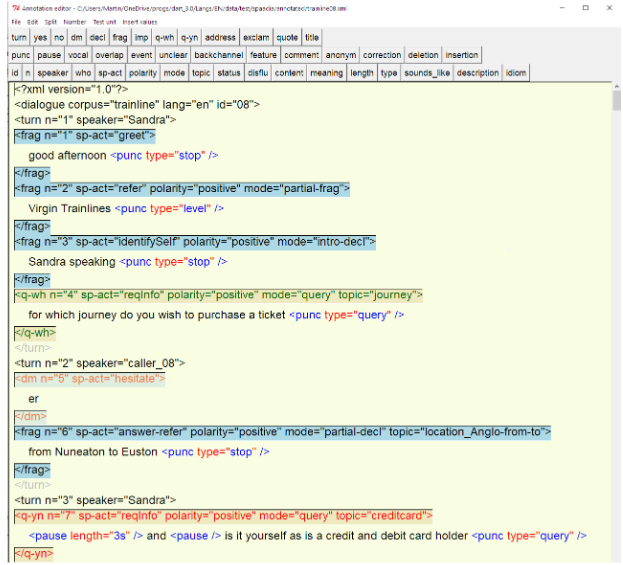 Annotation editor - C:/Users/Martin/OneDrive/progs/dart_3.0/Langs/EN/data/test/spaadia/annotated/trainline08.xml
File Edit Split Number Test unit Insert values
turn yes no dm decl frag imp q-wh q-yn address exclam quote title
punc pause vocal overlap event unclear backchannel feature comment anonym correction deletion insertion
id n speaker who sp-act polarity mode topic status disflu content meaning length type sounds_like description idiom
<?xml version="1.0"?>
<dialogue corpus="trainline" lang="en" id="08">
<turn n="1" speaker="Sandra">
<frag n="1" sp-act="greet">
good afternoon <punc type="stop" />
</frag>
<frag n="2" sp-act="refer" polarity="positive" mode="partial-frag">
Virgin Trainlines <punc type="level" />
</frag>
<frag n="3" sp-act="identifySelf" polarity="positive" mode="intro-decl">
Sandra speaking <punc type="stop" />
</frag>
<q-wh n="4" sp-act="reqInfo" polarity="positive" mode="query" topic="journey">
for which journey do you wish to purchase a ticket <punc type="query" />
</q-wh>
</turn>
<turn n="2" speaker="caller_08">
<dm n="5" sp-act="hesitate">
er
</dm>
<frag n="6" sp-act="answer-refer" polarity="positive" mode="partial-decl" topic="location_Anglo-from-to">
from Nuneaton to Euston <punc type="stop" />
</frag>
</turn>
<turn n="3" speaker="Sandra">
<q-yn n="7" sp-act="reqInfo" polarity="positive" mode="query" topic="creditcard">
<pause length="3s" /> and <pause /> is it yourself as is a credit and debit card holder <punc type="query" />
</q-yn>